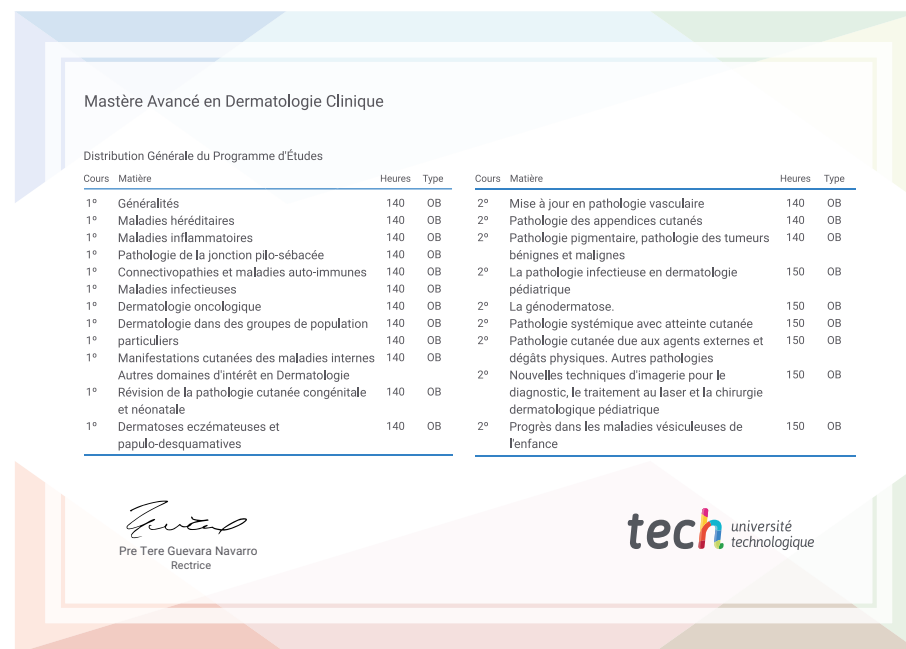 Mastère Avancé en Dermatologie Clinique
Distribution Générale du Programme d'Études
Cours Matière Heures Type
1º Généralités 140 OB
1º Maladies héréditaires 140 OB
1º Maladies inflammatoires 140 OB
1º Pathologie de la jonction pilo-sébacée 140 OB
1º Connectivopathies et maladies auto-immunes 140 OB
1º Maladies infectieuses 140 OB
1º Dermatologie oncologique 140 OB
1º Dermatologie dans des groupes de population 140 OB
1º particuliers 140 OB
1º Manifestations cutanées des maladies internes 140 OB
Autres domaines d'intérêt en Dermatologie
1º Révision de la pathologie cutanée congénitale 140 OB
et néonatale
1º Dermatoses eczémateuses et 140 OB
papulo-desquamatives
Cours Matière Heures Type
2º Mise à jour en pathologie vasculaire 140 OB
2º Pathologie des appendices cutanés 140 OB
2º Pathologie pigmentaire, pathologie des tumeurs 140 OB
bénignes et malignes
2º La pathologie infectieuse en dermatologie 150 OB
pédiatrique
2º La génodermatose. 150 OB
2º Pathologie systémique avec atteinte cutanée 150 OB
2º Pathologie cutanée due aux agents externes et 150 OB
dégâts physiques. Autres pathologies
2º Nouvelles techniques d'imagerie pour le 150 OB
diagnostic, le traitement au laser et la chirurgie
dermatologique pédiatrique
2º Progrès dans les maladies vésiculeuses de 150 OB
l'enfance
Pre Tere Guevara Navarro
Rectrice
tech université
technologique